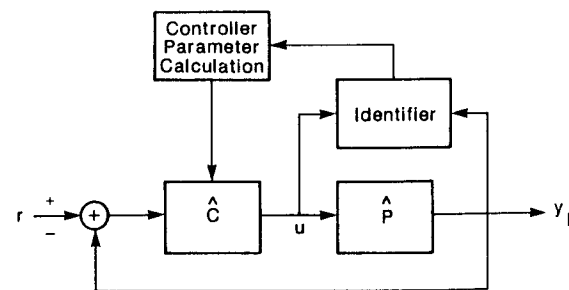 Controller
Parameter
Calculation
Identifier
r
+
−
+
^
C
u
^
P
y